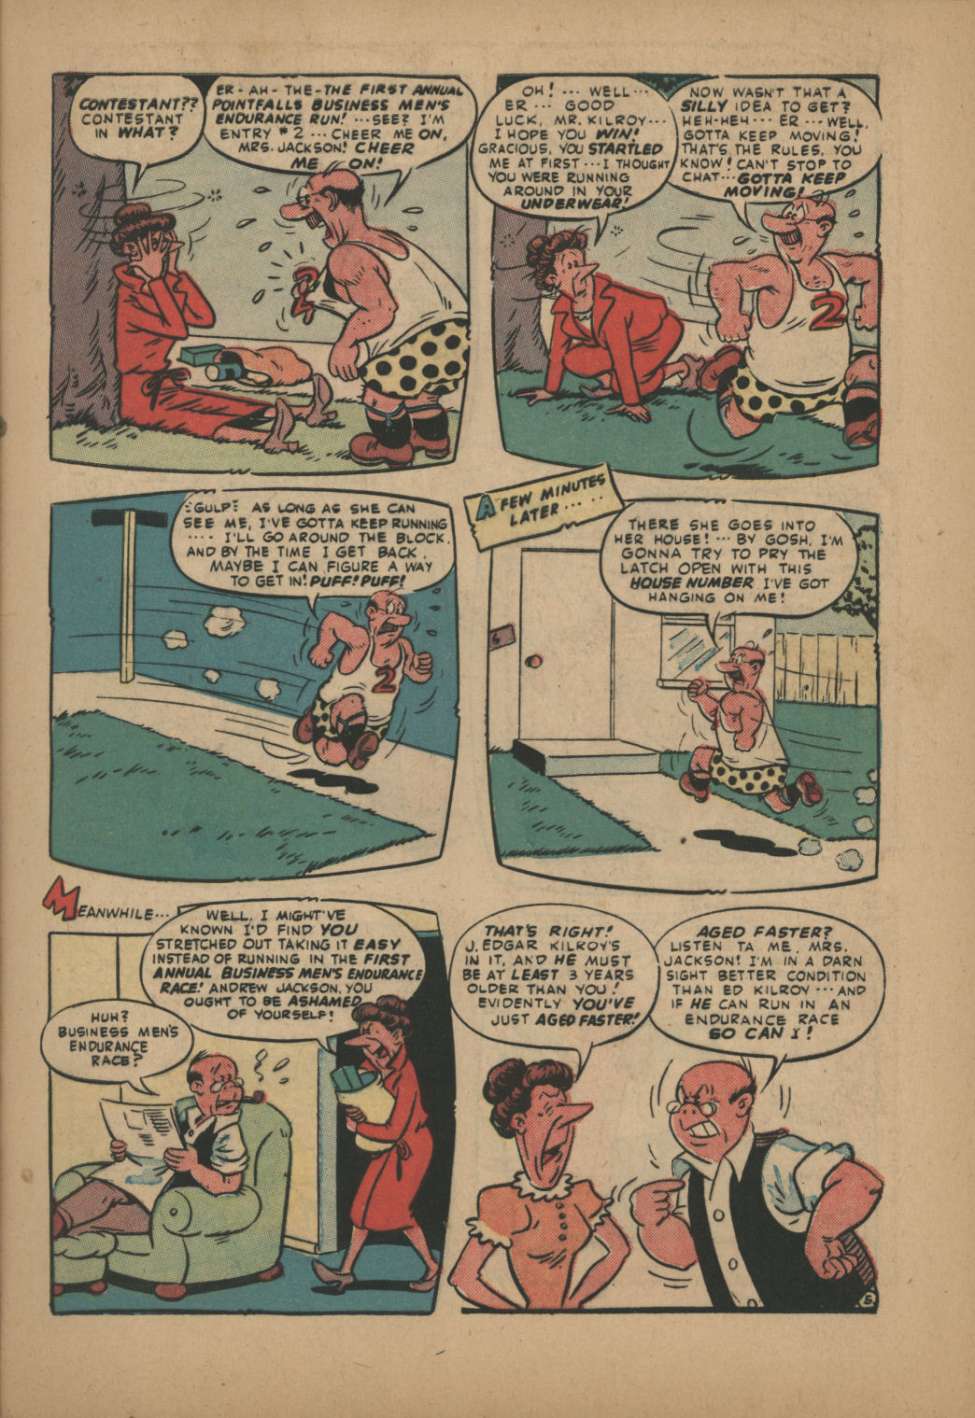 CONTESTANT??
CONTESTANT
IN WHAT?
ER - AH - THE - THE FIRST ANNUAL
POINTFALLS BUSINESS MEN'S
ENDURANCE RUN! ... SEE? I'M
ENTRY #2 ... CHEER ME ON,
MRS. JACKSON! CHEER
ME ON!
2
OH! ... WELL ...
ER ... GOOD
LUCK, MR. KILROY ...
I HOPE YOU WIN!
GRACIOUS, YOU STARTLED
ME AT FIRST ... I THOUGHT
YOU WERE RUNNING
AROUND IN YOUR
UNDERWEAR!
NOW WASN'T THAT A
SILLY IDEA TO GET?
HEH-HEH ... ER ... WELL,
GOTTA KEEP MOVING!
THAT'S THE RULES, YOU
KNOW! CAN'T STOP TO
CHAT ... GOTTA KEEP
MOVING!
2
GULP AS LONG AS SHE CAN
SEE ME, I'VE GOTTA KEEP RUNNING
.... I'LL GO AROUND THE BLOCK,
AND BY THE TIME I GET BACK,
MAYBE I CAN FIGURE A WAY
TO GET IN! PUFF! PUFF!
2
A FEW MINUTES
LATER ...
THERE SHE GOES INTO
HER HOUSE! ... BY GOSH, I'M
GONNA TRY TO PRY THE
LATCH OPEN WITH THIS
HOUSE NUMBER I'VE GOT
HANGING ON ME!
MEANWHILE...
WELL, I MIGHT'VE
KNOWN I'D FIND YOU
STRETCHED OUT TAKING IT EASY
INSTEAD OF RUNNING IN THE FIRST
ANNUAL BUSINESS MEN'S ENDURANCE
RACE! ANDREW JACKSON, YOU
OUGHT TO BE ASHAMED
OF YOURSELF!
HUH?
BUSINESS MEN'S
ENDURANCE
RACE?
THAT'S RIGHT!
J. EDGAR KILROY'S
IN IT, AND HE MUST
BE AT LEAST 3 YEARS
OLDER THAN YOU!
EVIDENTLY YOU'VE
JUST AGED FASTER!
AGED FASTER?
LISTEN TA ME, MRS.
JACKSON! I'M IN A DARN
SIGHT BETTER CONDITION
THAN ED KILROY ... AND
IF HE CAN RUN IN AN
ENDURANCE RACE
SO CAN I!
5